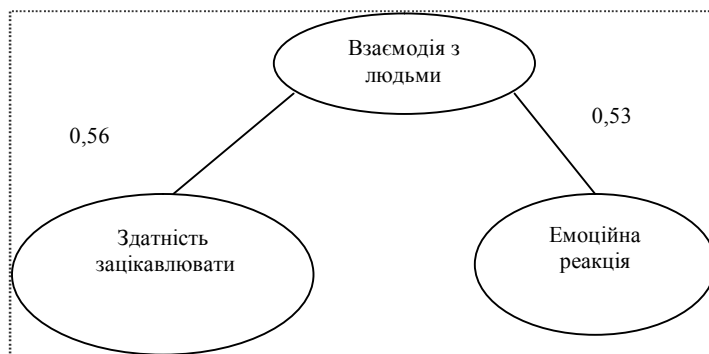 Взаємодія з
людьми
0,56
0,53
Здатність
зацікавлювати
Емоційна
реакція